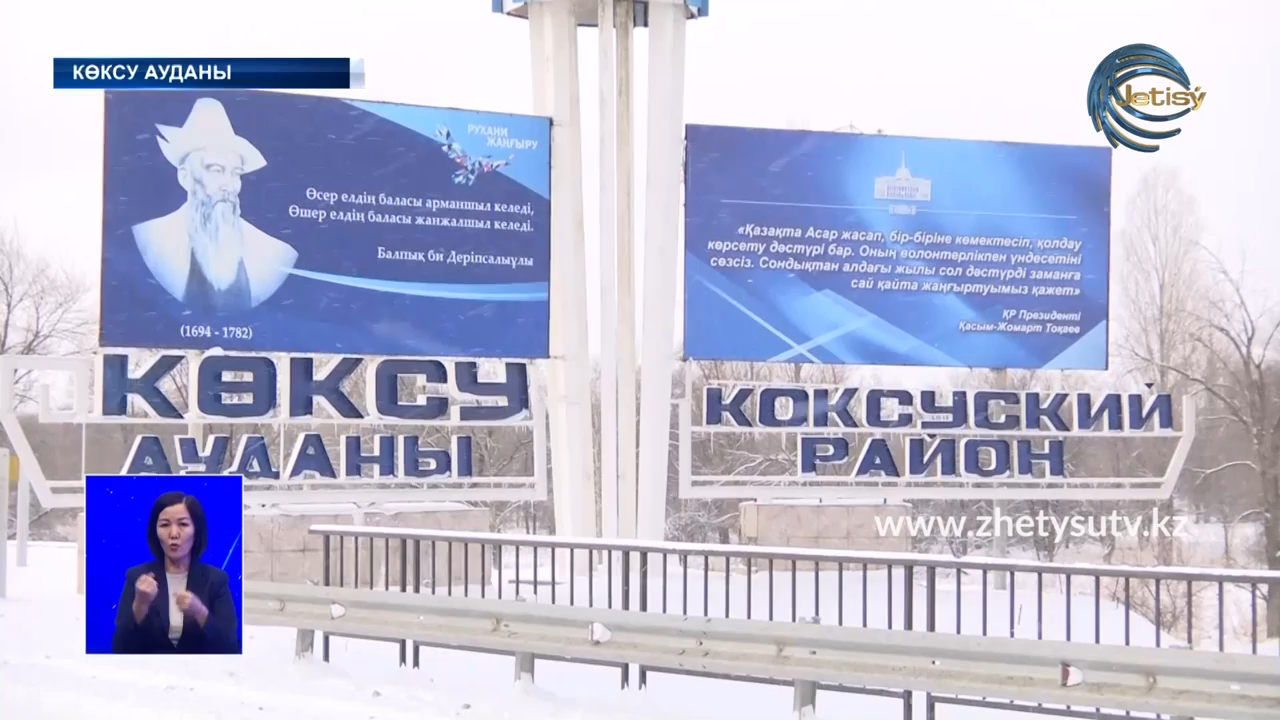 КӨКСУ АУДАНЫ
Jetisý
РУХАНИ
ЖАҢҒЫРУ
Өсер елдің баласы арманшыл келеді,
Өшер елдің баласы жанжалшыл келеді.
Балпық би Деріпсалыұлы
(1694 - 1782)
«Қазақта Асар жасап, бір-біріне көмектесіп, қолдау
көрсету дәстүрі бар. Оның волонтерлікпен үндесетіні
сөзсіз. Сондықтан алдағы жылы сол дәстүрді заманға
сай қайта жаңғыртуымыз қажет»
ҚР Президенті
Қасым-Жомарт Тоқаев
КӨКСУ
АУДАНЫ
КОКСУСКИЙ
РАЙОН
www.zhetysutv.kz